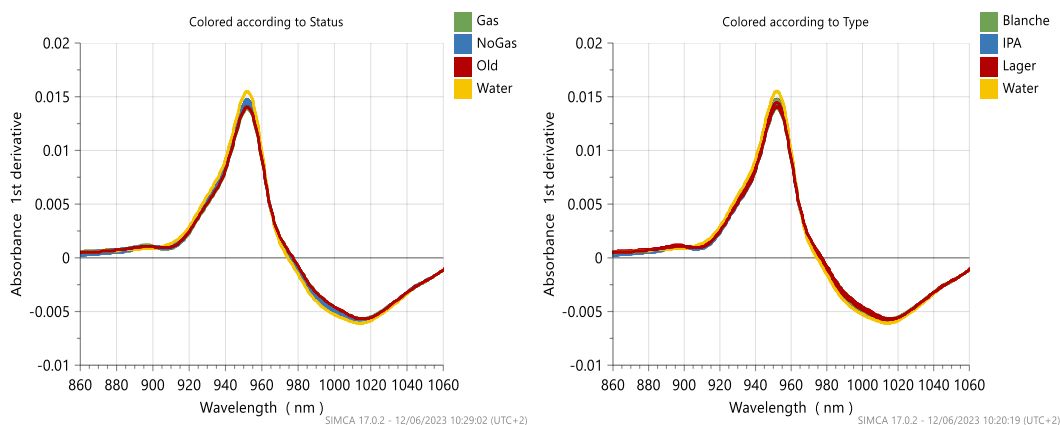 Colored according to Status
Gas
NoGas
Old
Water
0.02
0.015
0.01
0.005
0
-0.005
-0.01
Absorbance 1st derivative
860 880 900 920 940 960 980 1000 1020 1040 1060
Wavelength ( nm )
SIMCA 17.0.2 - 12/06/2023 10:29:02 (UTC+2)
Colored according to Type
Blanche
IPA
Lager
Water
0.02
0.015
0.01
0.005
0
-0.005
-0.01
Absorbance 1st derivative
860 880 900 920 940 960 980 1000 1020 1040 1060
Wavelength ( nm )
SIMCA 17.0.2 - 12/06/2023 10:20:19 (UTC+2)